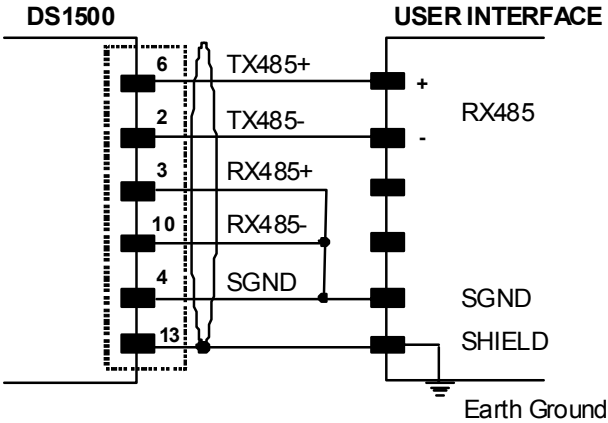 DS1500 USER INTERFACE
6 TX485+ +
RX485
2 TX485- -
3 RX485+
10 RX485-
4 SGND SGND
13 SHIELD
Earth Ground